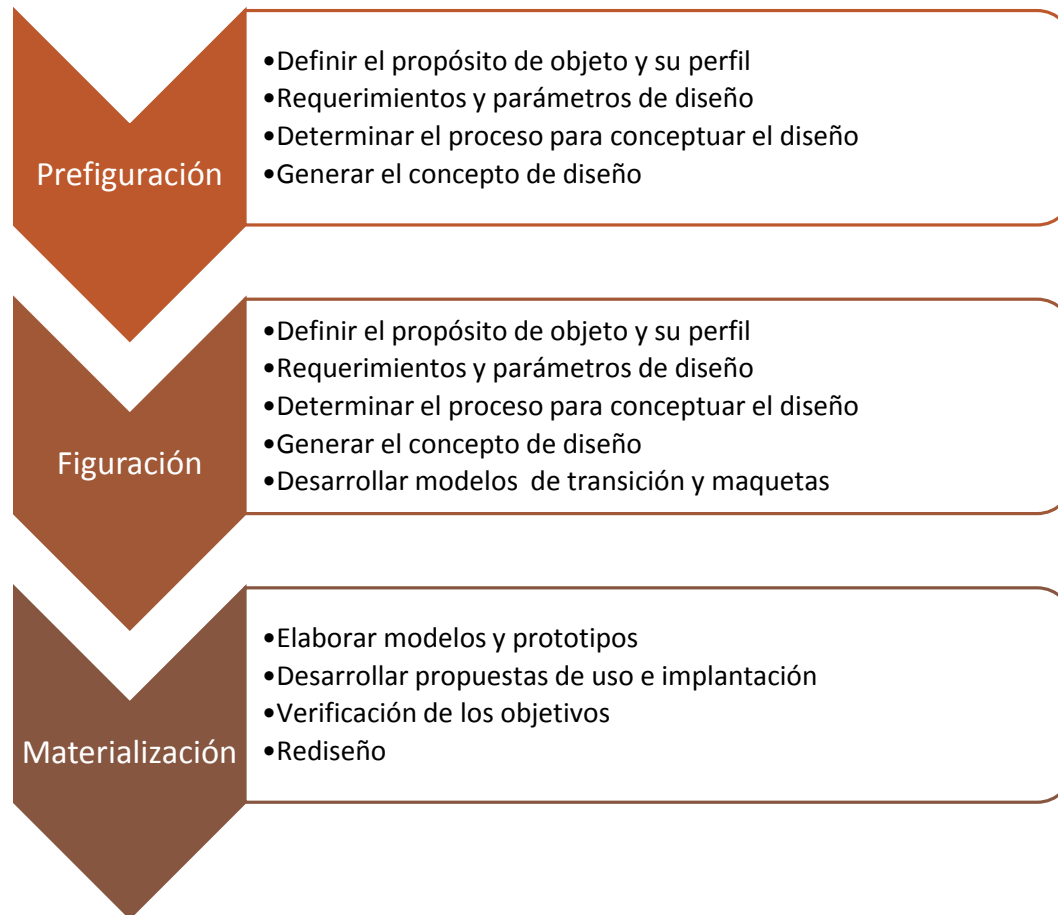 Prefiguración
•Definir el propósito de objeto y su perfil
•Requerimientos y parámetros de diseño
•Determinar el proceso para conceptuar el diseño
•Generar el concepto de diseño
Figuración
•Definir el propósito de objeto y su perfil
•Requerimientos y parámetros de diseño
•Determinar el proceso para conceptuar el diseño
•Generar el concepto de diseño
•Desarrollar modelos  de transición y maquetas
Materialización
•Elaborar modelos y prototipos
•Desarrollar propuestas de uso e implantación
•Verificación de los objetivos
•Rediseño